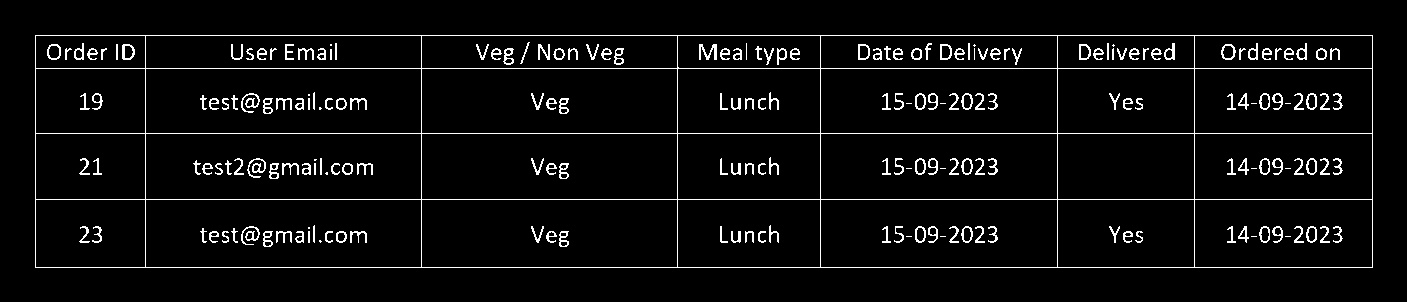 Order ID User Email Veg / Non Veg Meal type Date of Delivery Delivered Ordered on
19 test@gmail.com Veg Lunch 15-09-2023 Yes 14-09-2023
21 test2@gmail.com Veg Lunch 15-09-2023 14-09-2023
23 test@gmail.com Veg Lunch 15-09-2023 Yes 14-09-2023